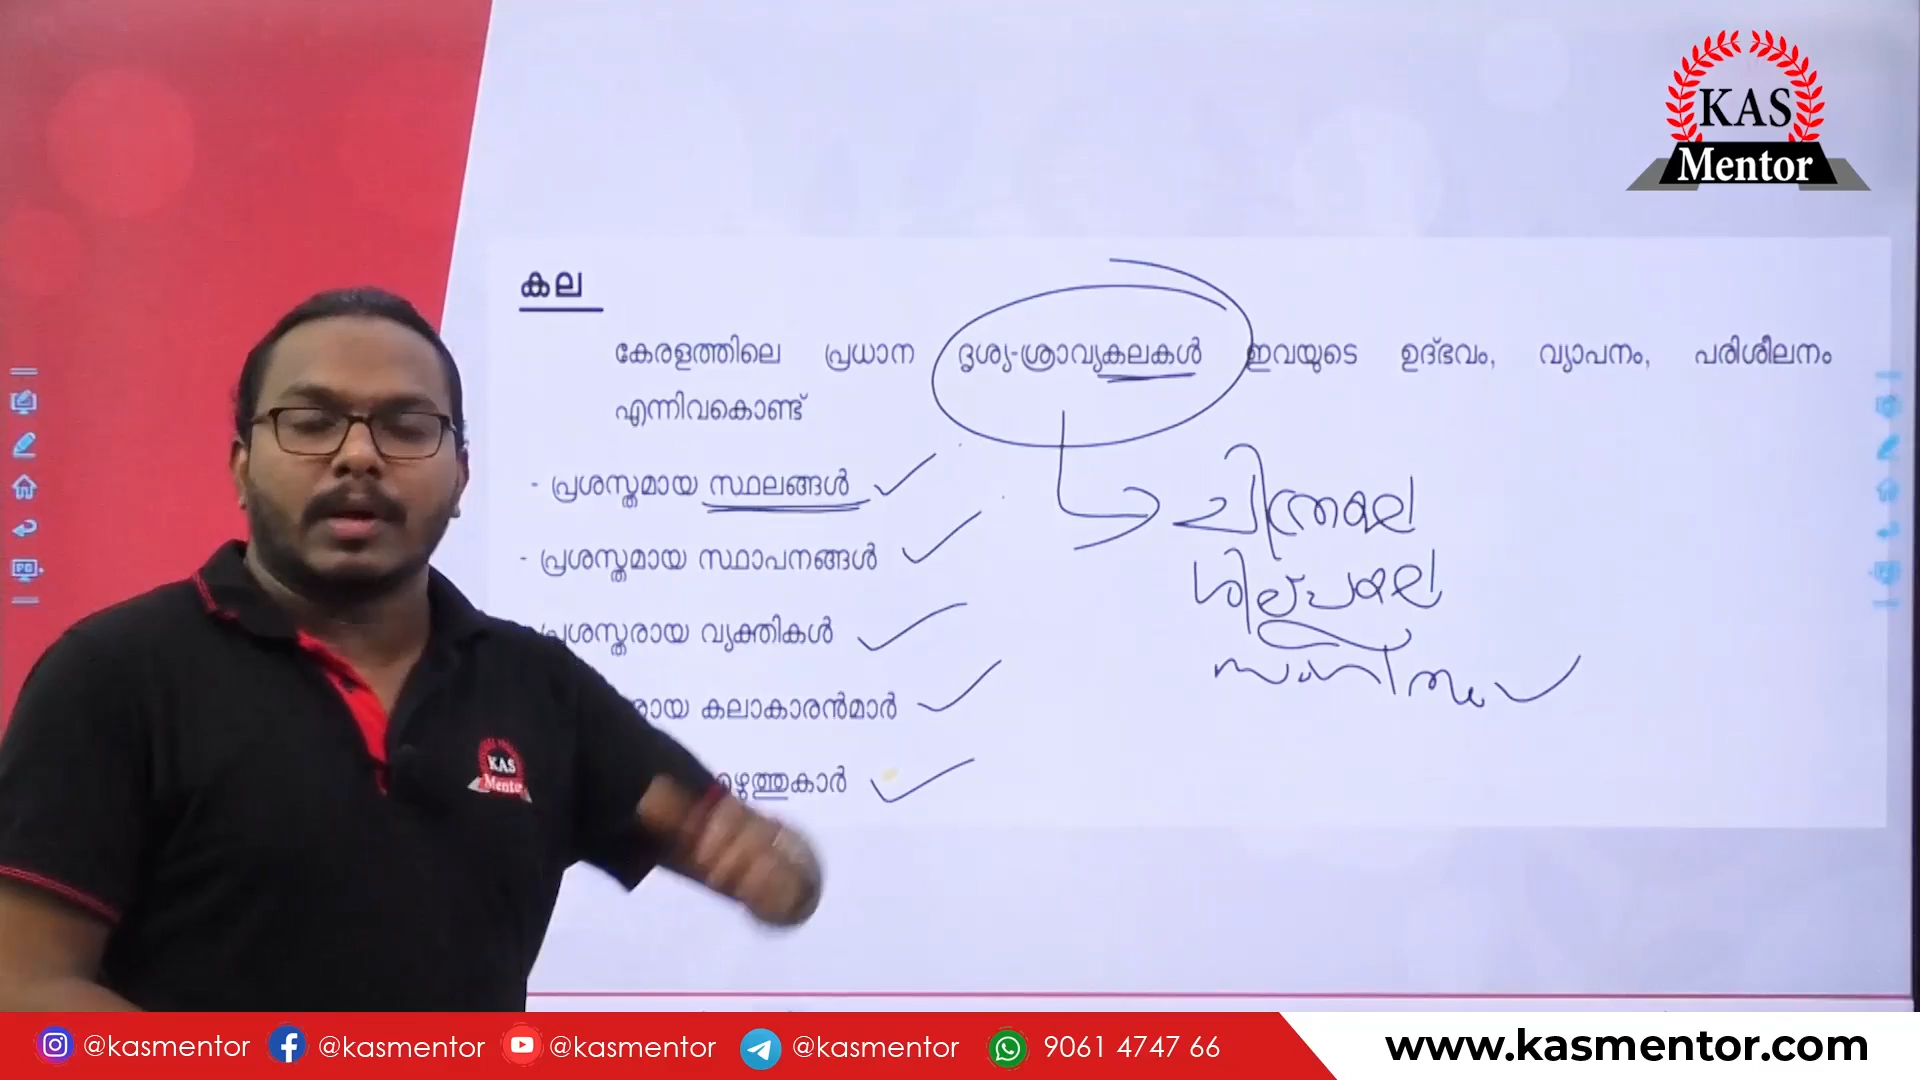 KAS
Mentor
കല
കേരളത്തിലെ പ്രധാന ദൃശ്യ-ശ്രാവ്യകലകൾ ഇവയുടെ ഉദ്ഭവം, വ്യാപനം, പരിശീലനം
എന്നിവകൊണ്ട്
- പ്രശസ്തമായ സ്ഥലങ്ങൾ
- പ്രശസ്തമായ സ്ഥാപനങ്ങൾ
പ്രശസ്തരായ വ്യക്തികൾ
കലാകാരൻമാർ
ചിത്രകല
ശില്പകല
സംഗീതം
KAS
Mentor
@kasmentor @kasmentor @kasmentor @kasmentor 9061 4747 66
www.kasmentor.com